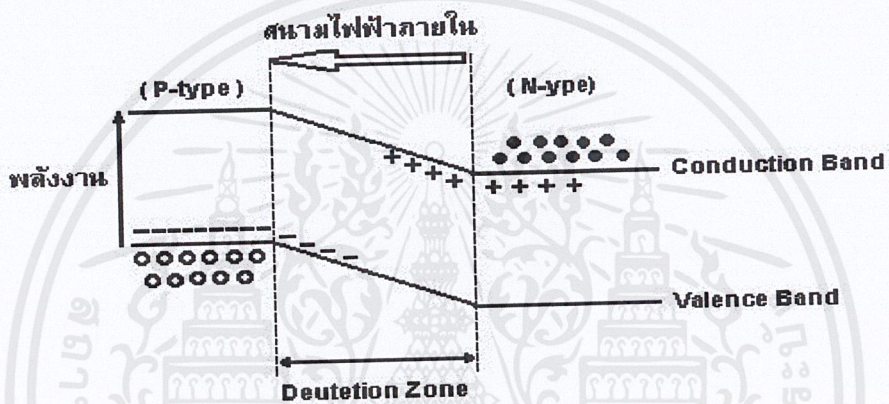 สนามไฟฟ้าภายใน
( P-type )
( N-ype)
พลังงาน
Conduction Band
Valence Band
Deutetion Zone